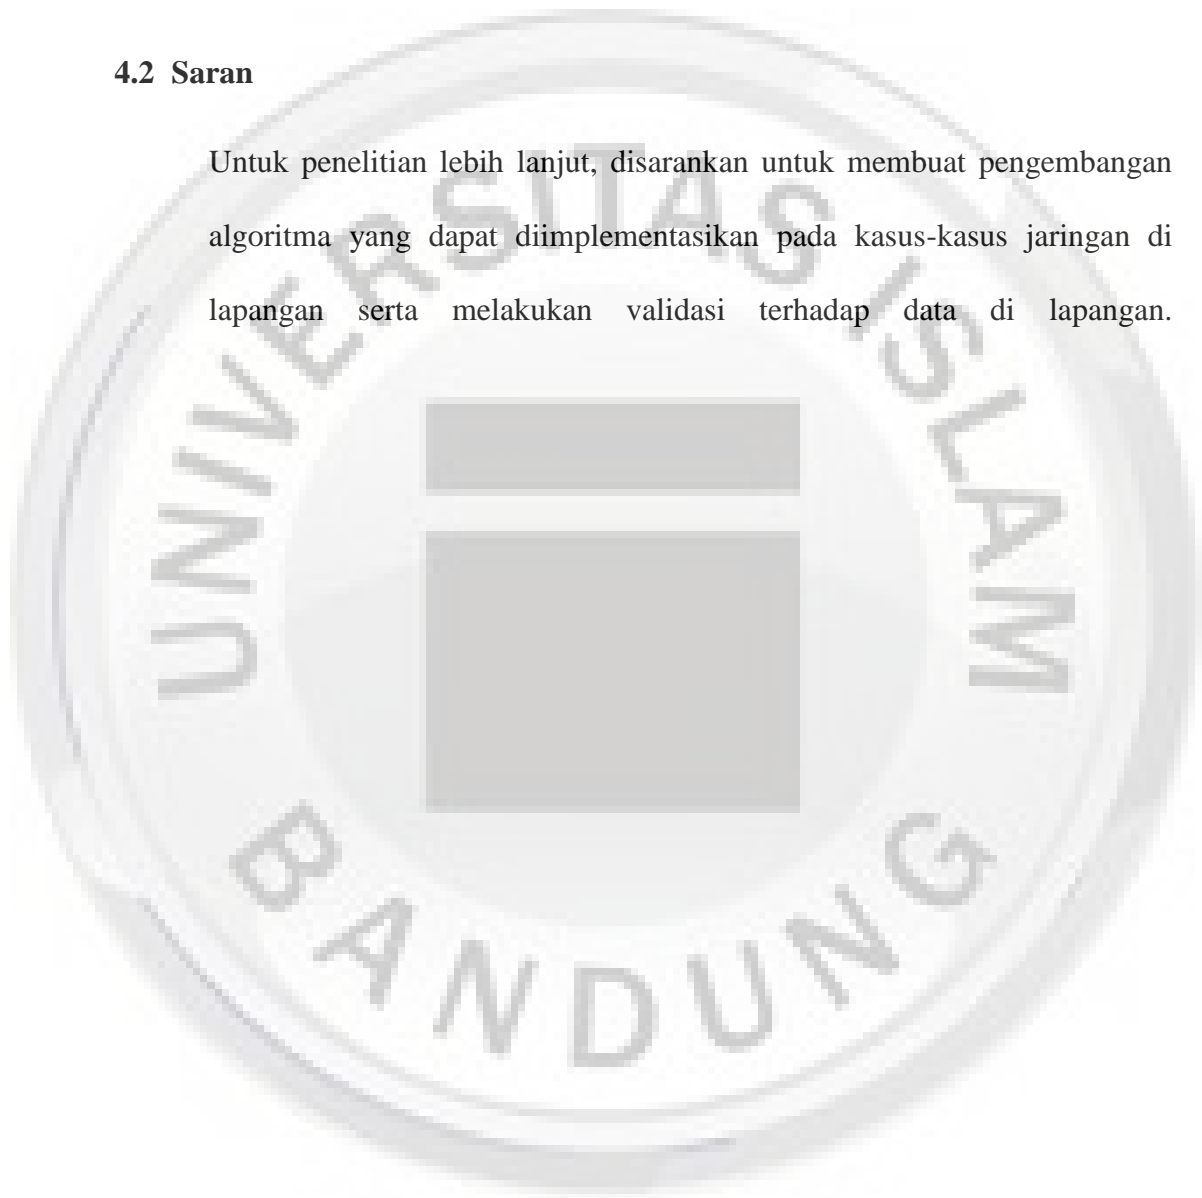 4.2 Saran
Untuk penelitian lebih lanjut, disarankan untuk membuat pengembangan
algoritma yang dapat diimplementasikan pada kasus-kasus jaringan di
lapangan serta melakukan validasi terhadap data di lapangan.
UNIVERSITAS ISLAM
BANDUNG